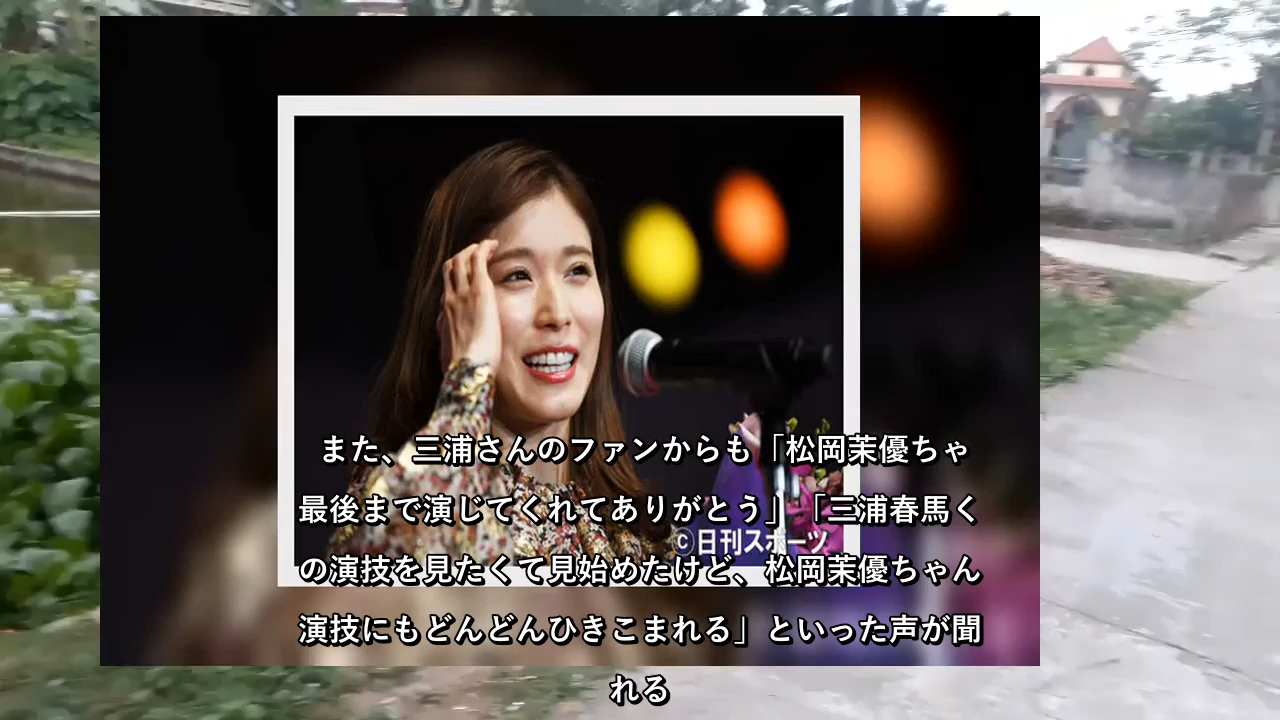 また、三浦さんのファンからも「松岡茉優ちゃ
最後まで演じてくれてありがとう」「三浦春馬く
©日刊スポーツ
の演技を見たくて見始めたけど、松岡茉優ちゃん
演技にもどんどんひきこまれる」といった声が聞
れる